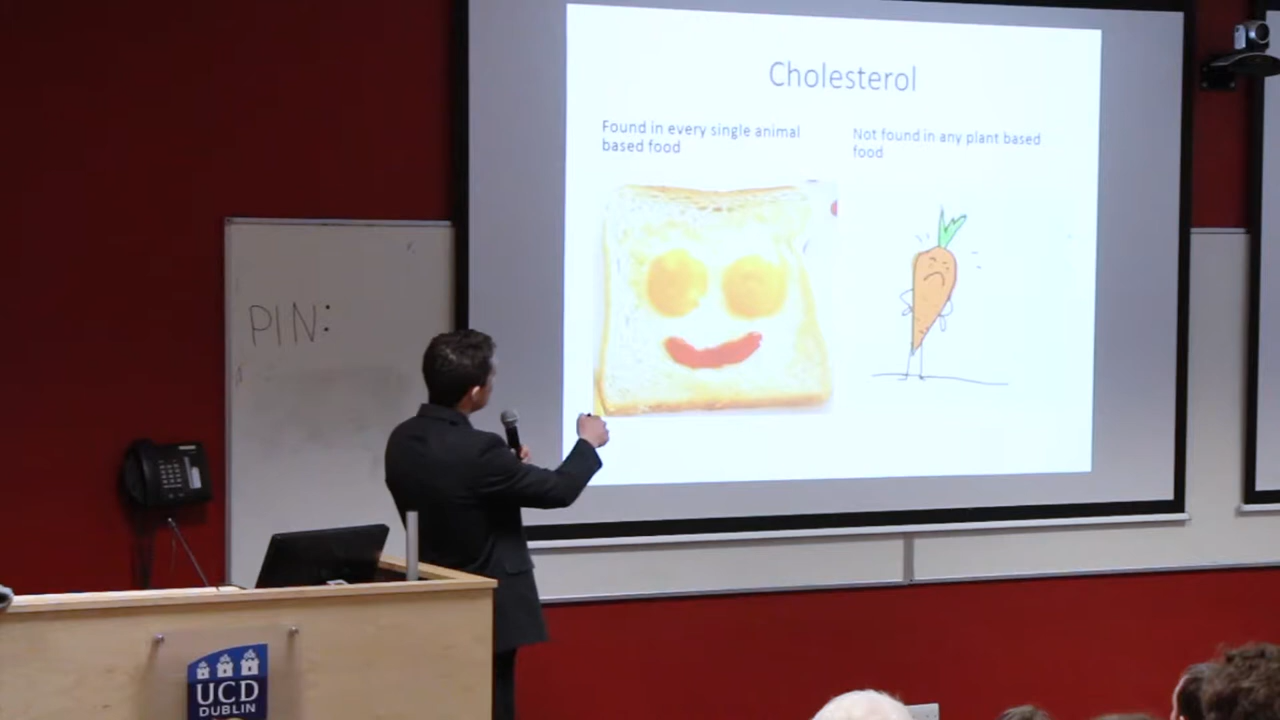 Cholesterol
Found in every single animal
based food
Not found in any plant based
food
PIN:
UCD
DUBLIN